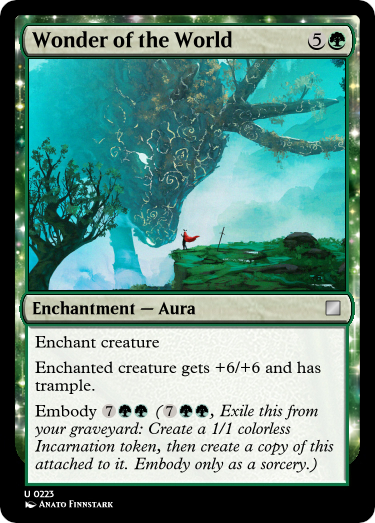 Wonder of the World 5
Enchantment — Aura
Enchant creature
Enchanted creature gets +6/+6 and has
trample.
Embody 7 (7, Exile this from
your graveyard: Create a 1/1 colorless
Incarnation token, then create a copy of this
attached to it. Embody only as a sorcery.)
U 0223
Anato Finnstark